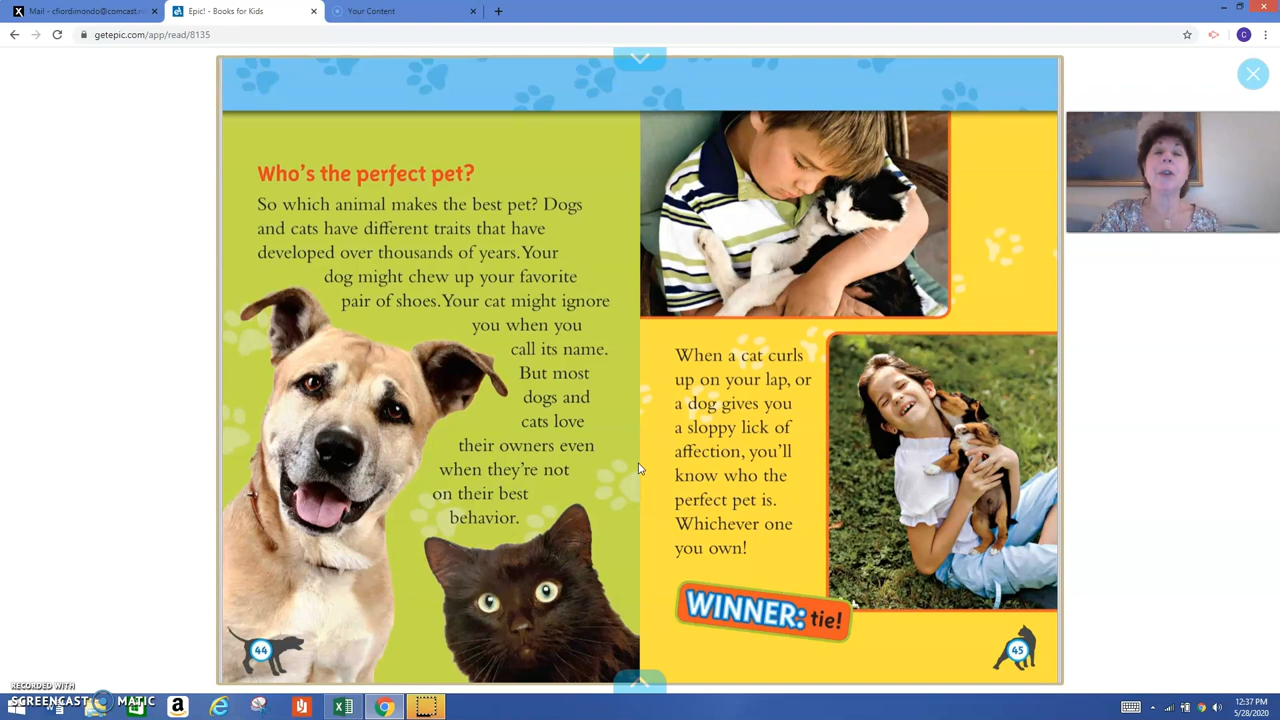 Mail - cfiordimondo@comcast.n
Epic! - Books for Kids
Your Content
getepic.com/app/read/8135
C
Who's the perfect pet?
So which animal makes the best pet? Dogs
and cats have different traits that have
developed over thousands of years. Your
dog might chew up your favorite
pair of shoes. Your cat might ignore
you when you
call its name.
But most
dogs and
cats love
their owners even
when they're not
on their best
behavior.
44
When a cat curls
up on your lap, or
a dog gives you
a sloppy lick of
affection, you'll
know who the
perfect pet is.
Whichever one
you own!
WINNER: tie!
45
RECORDED WITH
SCREENCAST MATIC
12:37 PM
5/28/2020